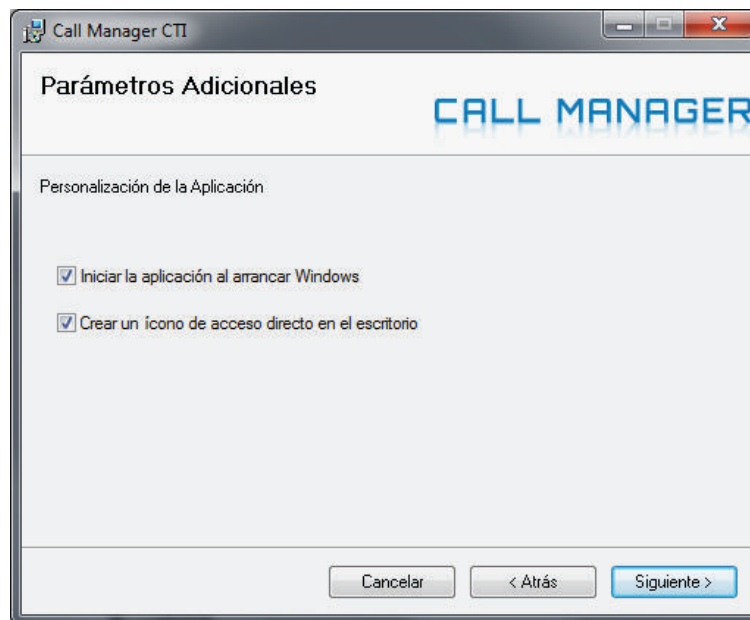 Call Manager CTI
Parámetros Adicionales
CALL MANAGER
Personalización de la Aplicación
Iniciar la aplicación al arrancar Windows
Crear un ícono de acceso directo en el escritorio
Cancelar
< Atrás
Siguiente >